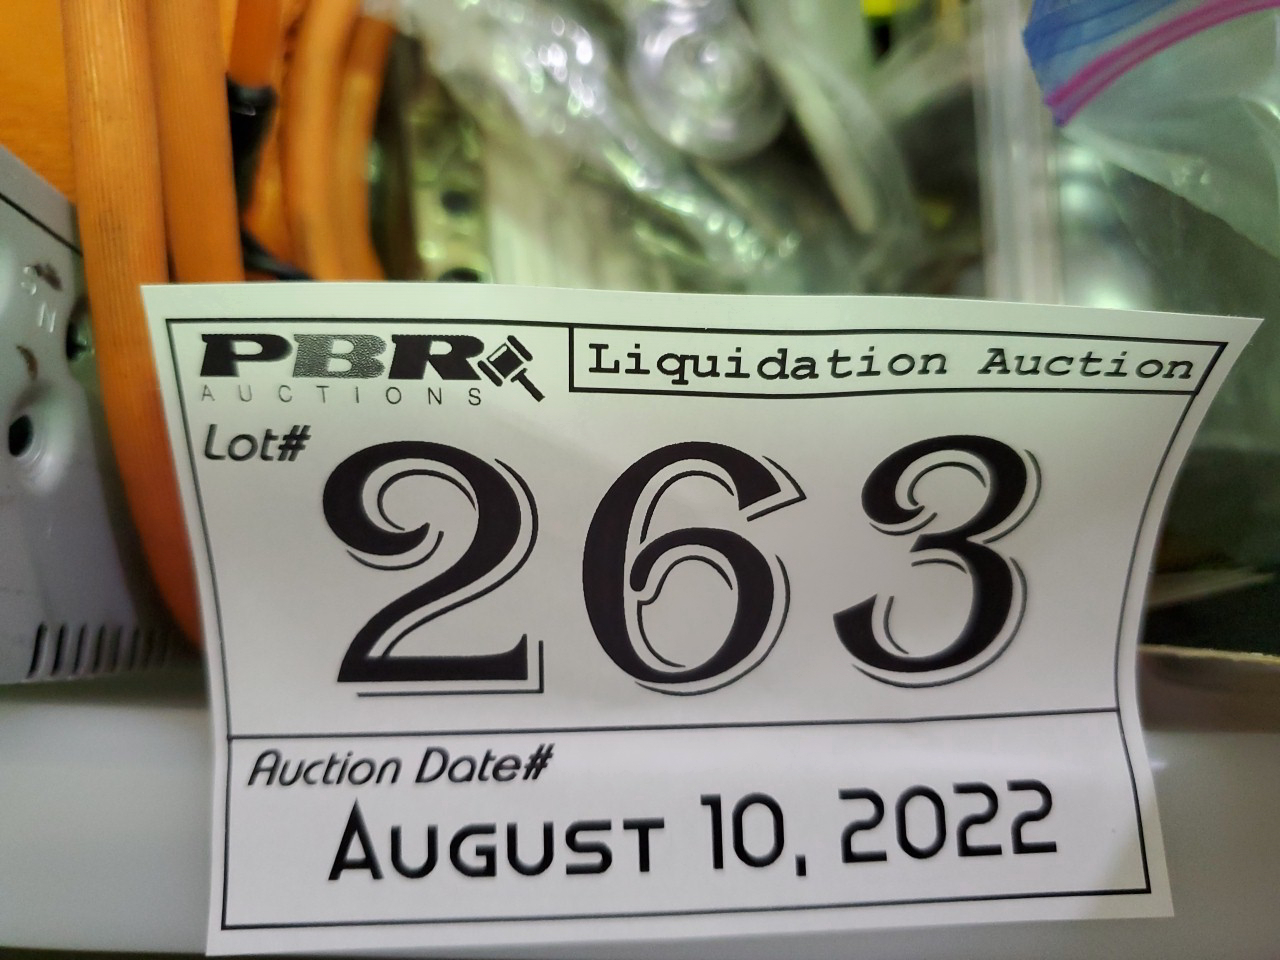 PBR
AUCTIONS
Liquidation Auction
Lot#
263
Auction Date#
August 10, 2022